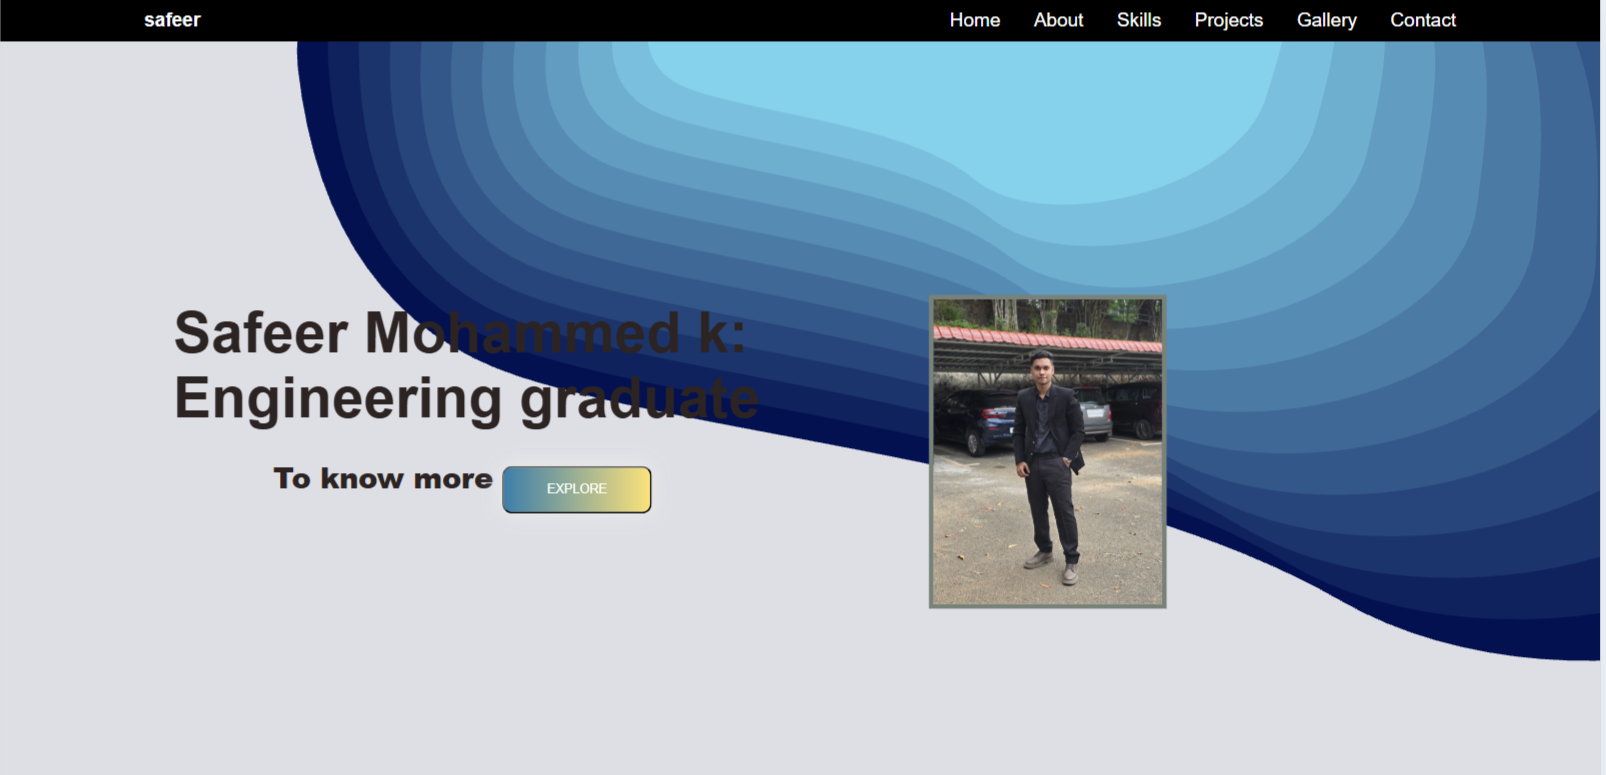 safeer Home About Skills Projects Gallery Contact
Safeer Mohammed k:
Engineering graduate
To know more EXPLORE